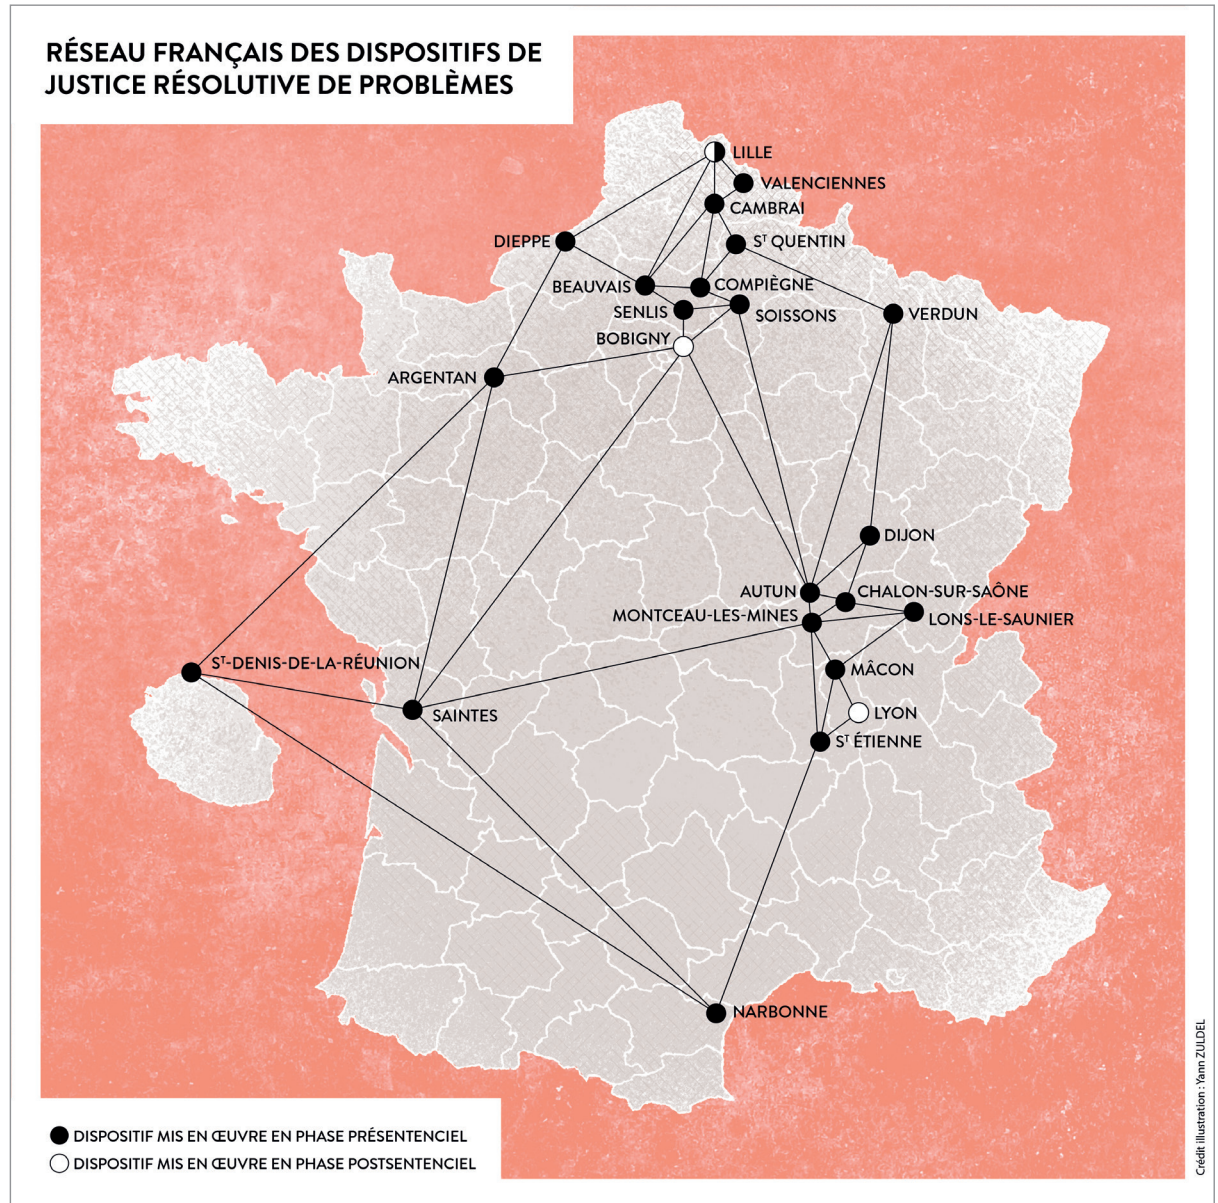 RÉSEAU FRANÇAIS DES DISPOSITIFS DE
JUSTICE RÉSOLUTIVE DE PROBLÈMES
LILLE
VALENCIENNES
CAMBRAI
DIEPPE
Sᵀ QUENTIN
BEAUVAIS
COMPIÈGNE
SENLIS
SOISSONS
VERDUN
BOBIGNY
ARGENTAN
DIJON
AUTUN
CHALON-SUR-SAÔNE
MONTCEAU-LES-MINES
LONS-LE-SAUNIER
Sᵀ-DENIS-DE-LA-RÉUNION
MÂCON
SAINTES
LYON
Sᵀ ÉTIENNE
NARBONNE
DISPOSITIF MIS EN ŒUVRE EN PHASE PRÉSENTENCIEL
DISPOSITIF MIS EN ŒUVRE EN PHASE POSTSENTENCIEL
Crédit illustration : Yann ZULDEL